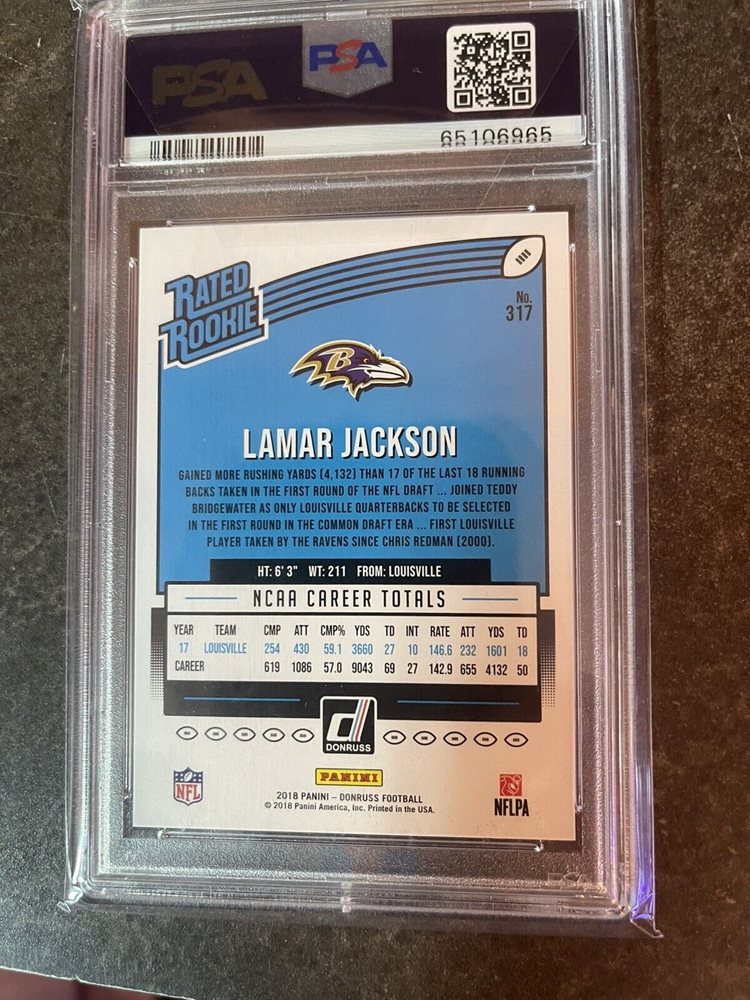 PSA PSA
65106965
RATED
ROOKIE
No.
317
B
LAMAR JACKSON
GAINED MORE RUSHING YARDS (4,132) THAN 17 OF THE LAST 18 RUNNING
BACKS TAKEN IN THE FIRST ROUND OF THE NFL DRAFT ... JOINED TEDDY
BRIDGEWATER AS ONLY LOUISVILLE QUARTERBACKS TO BE SELECTED
IN THE FIRST ROUND IN THE COMMON DRAFT ERA ... FIRST LOUISVILLE
PLAYER TAKEN BY THE RAVENS SINCE CHRIS REDMAN (2000).
HT: 6' 3" WT: 211 FROM: LOUISVILLE
NCAA CAREER TOTALS
YEAR TEAM CMP ATT CMP% YDS TD INT RATE ATT YDS TD
17 LOUISVILLE 254 430 59.1 3660 27 10 146.6 232 1601 18
CAREER 619 1086 57.0 9043 69 27 142.9 655 4132 50
d
DONRUSS
PANINI
NFL
2018 PANINI – DONRUSS FOOTBALL
© 2018 Panini America, Inc. Printed in the USA.
NFLPA
PSA